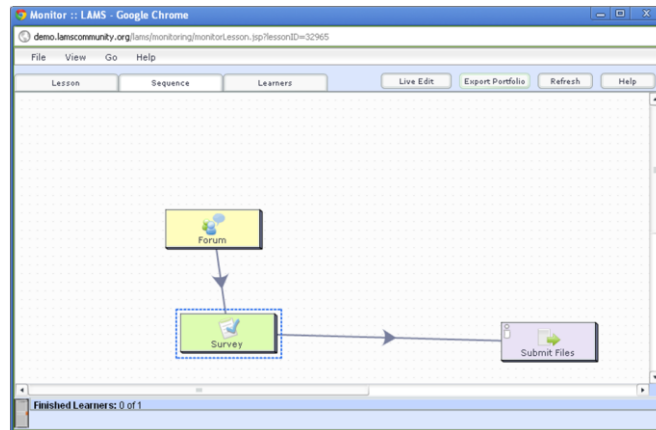 Monitor :: LAMS - Google Chrome
demo.lamscommunity.org/lams/monitoring/monitorLesson.jsp?lessonID=32965
File View Go Help
Lesson Sequence Learners Live Edit Export Portfolio Refresh Help
Forum
Survey
Submit Files
Finished Learners: 0 of 1